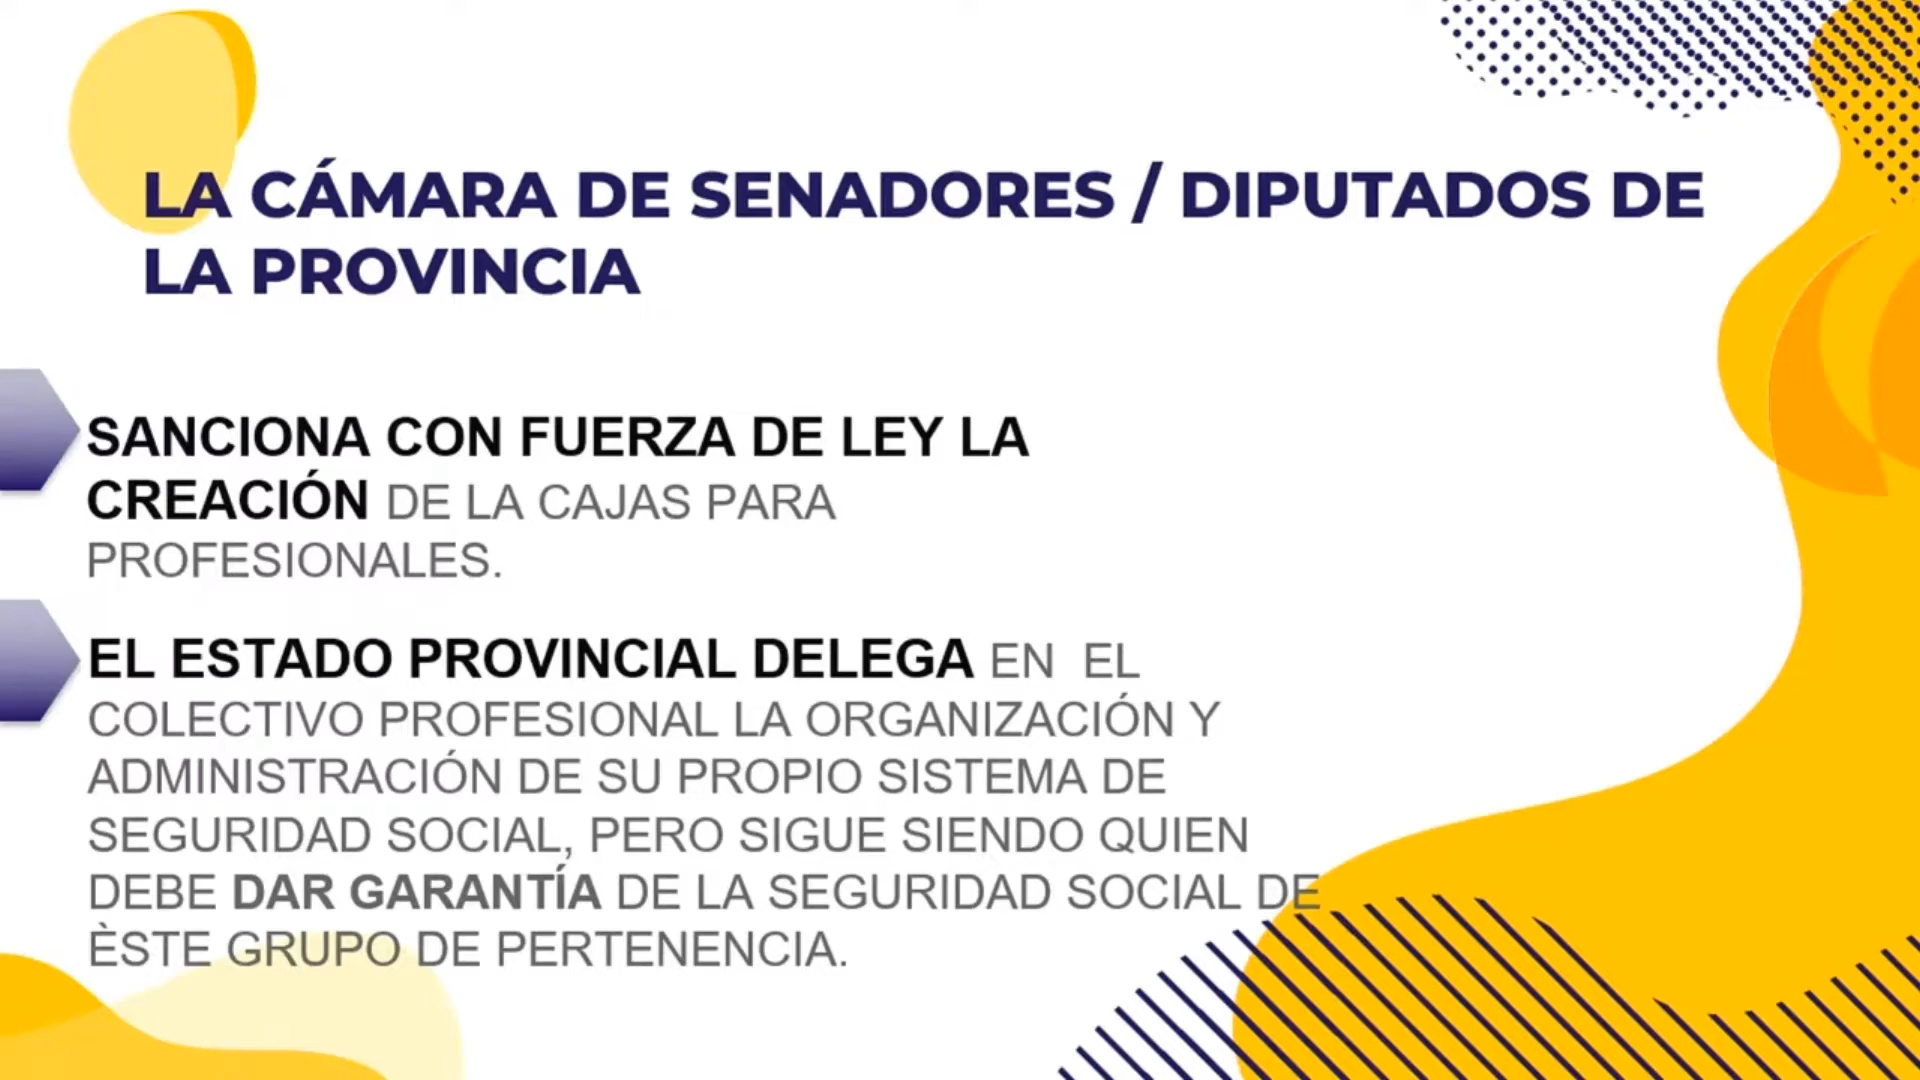 LA CÁMARA DE SENADORES / DIPUTADOS DE
LA PROVINCIA
SANCIONA CON FUERZA DE LEY LA
CREACIÓN DE LA CAJAS PARA
PROFESIONALES.
EL ESTADO PROVINCIAL DELEGA EN  EL
COLECTIVO PROFESIONAL LA ORGANIZACIÓN Y
ADMINISTRACIÓN DE SU PROPIO SISTEMA DE
SEGURIDAD SOCIAL, PERO SIGUE SIENDO QUIEN
DEBE DAR GARANTÍA DE LA SEGURIDAD SOCIAL DE
ÈSTE GRUPO DE PERTENENCIA.